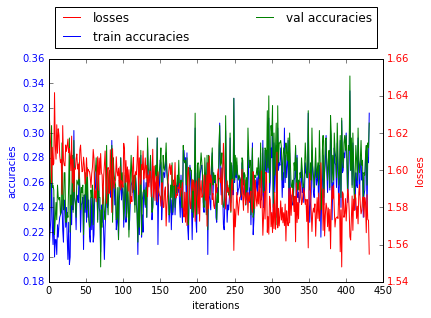 losses val accuracies
train accuracies
0.36 1.66
0.34 1.64
0.32
0.30 1.62
0.28 1.60
0.26
0.24 1.58
0.22 1.56
0.20
0.18 1.54
accuracies
losses
0 50 100 150 200 250 300 350 400 450
iterations